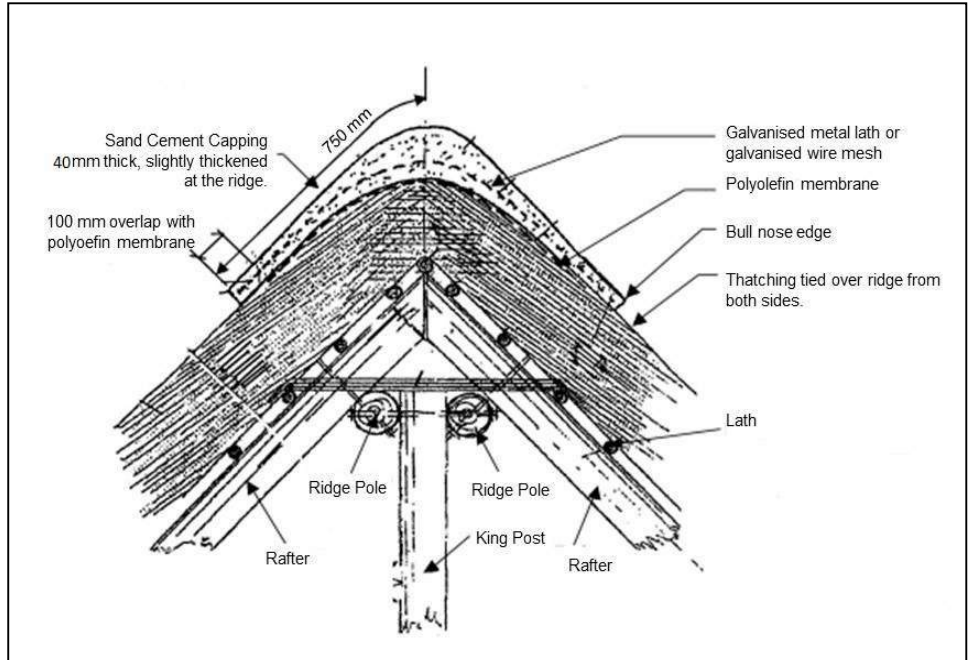 750 mm
Sand Cement Capping
40mm thick, slightly thickened
at the ridge.
100 mm overlap with
polyoefin membrane
Galvanised metal lath or
galvanised wire mesh
Polyolefin membrane
Bull nose edge
Thatching tied over ridge from
both sides.
Lath
Ridge Pole
Ridge Pole
King Post
Rafter
Rafter